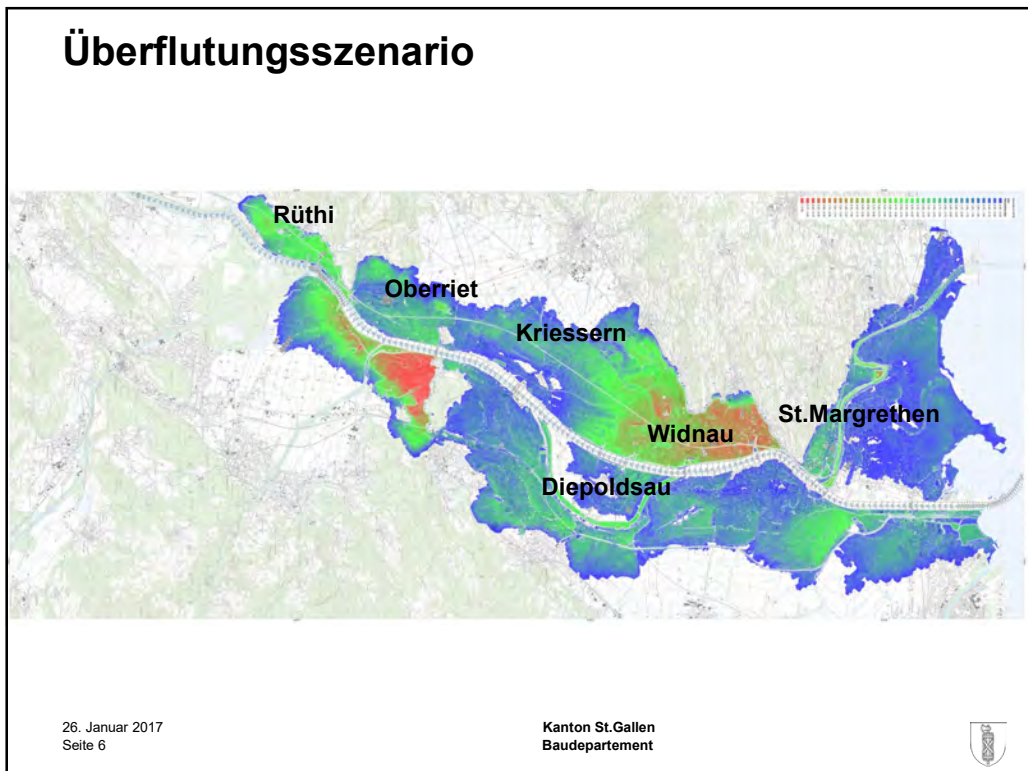 Überflutungsszenario
Rüthi
Oberriet
Kriessern
St.Margrethen
Widnau
Diepoldsau
26. Januar 2017
Seite 6
Kanton St.Gallen
Baudepartement